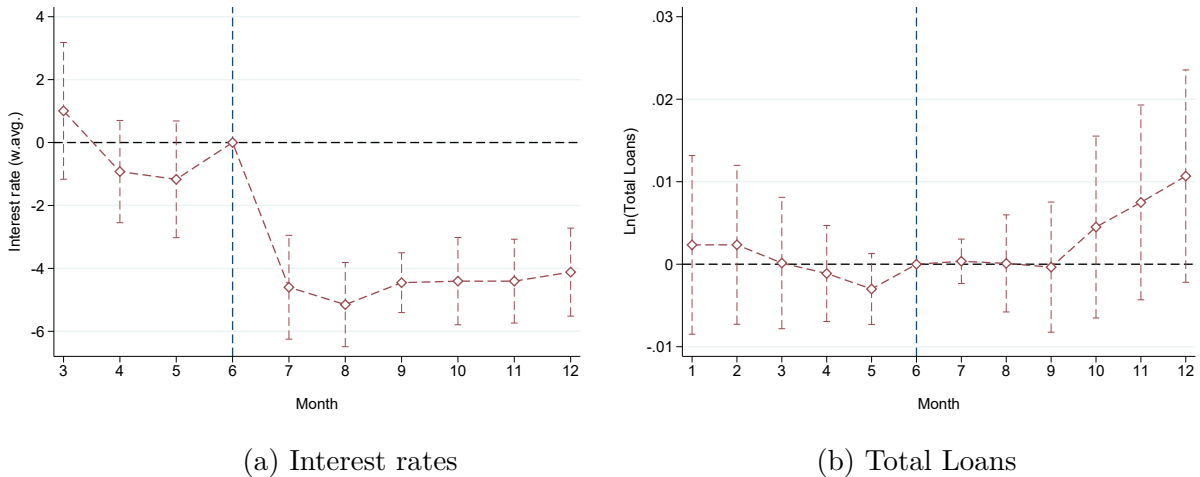 4
2
0
-2
-4
-6
Interest rate (w.avg.)
3 4 5 6 7 8 9 10 11 12
Month
(a) Interest rates
.03
.02
.01
0
-.01
Ln(Total Loans)
1 2 3 4 5 6 7 8 9 10 11 12
Month
(b) Total Loans